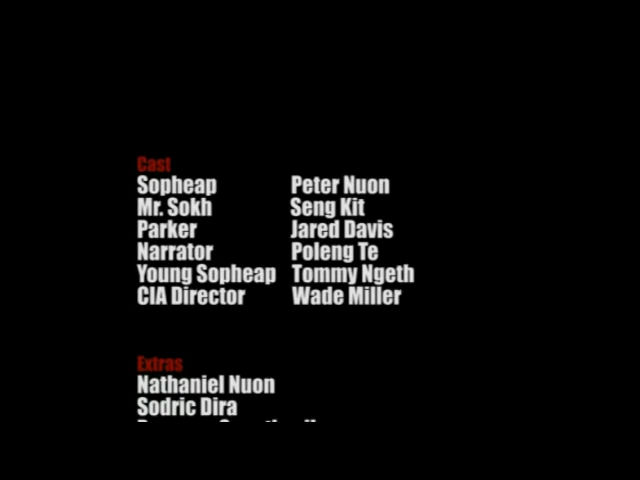 Cast
Sopheap Peter Nuon
Mr. Sokh Seng Kit
Parker Jared Davis
Narrator Poleng Te
Young Sopheap Tommy Ngeth
CIA Director Wade Miller
Extras
Nathaniel Nuon
Sodric Dira